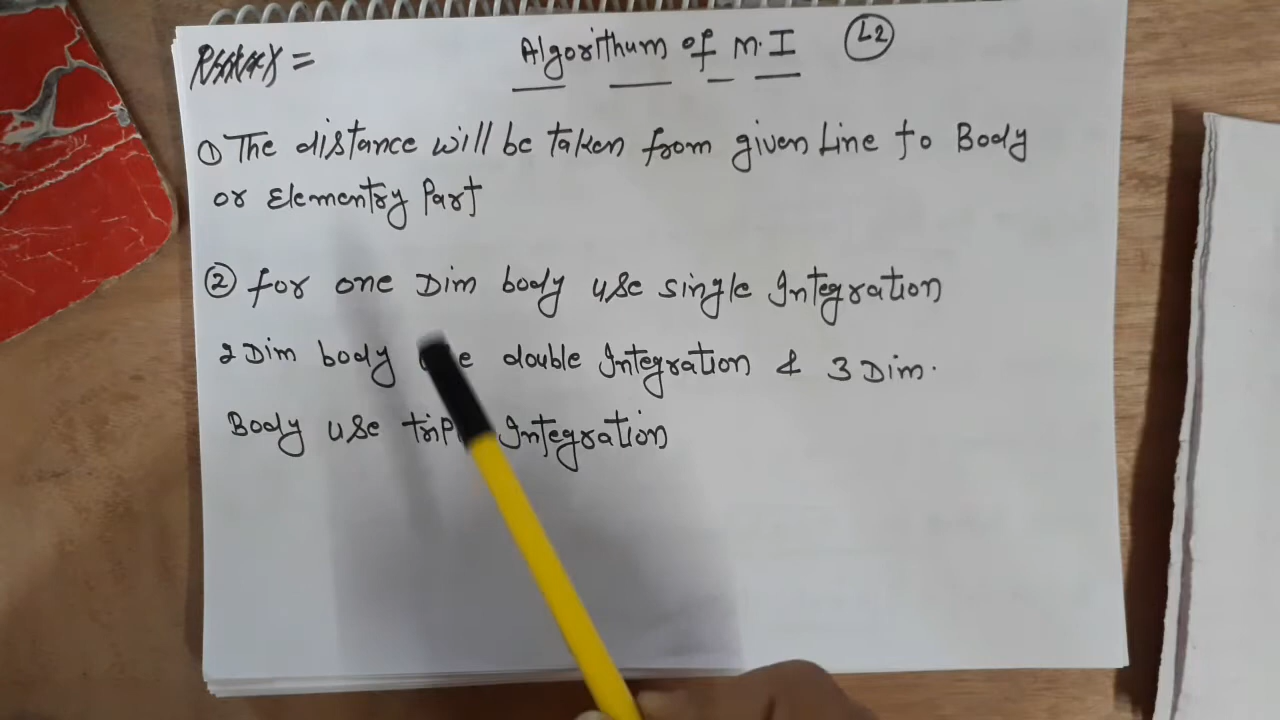 Algorithum of M.I L2
① The distance will be taken from given Line to Body
or Elementry Part
② for one Dim body use single Integration
2 Dim body double Integration & 3 Dim.
Body use Integration